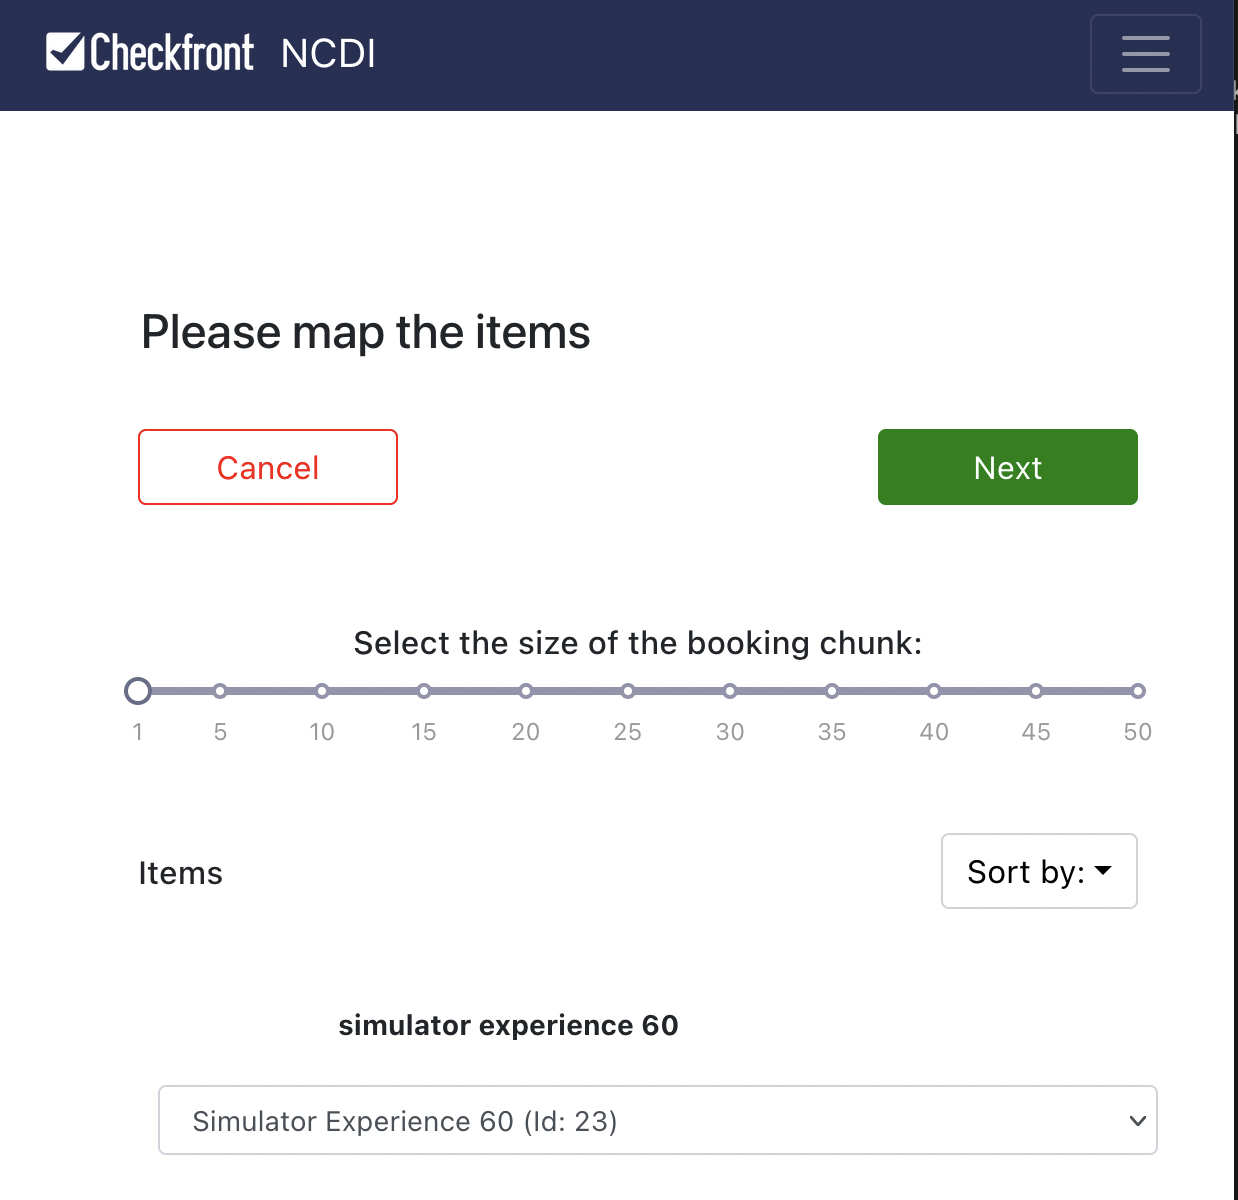 Checkfront NCDI
Please map the items
Cancel
Next
Select the size of the booking chunk:
1 5 10 15 20 25 30 35 40 45 50
Items
Sort by:
simulator experience 60
Simulator Experience 60 (Id: 23)